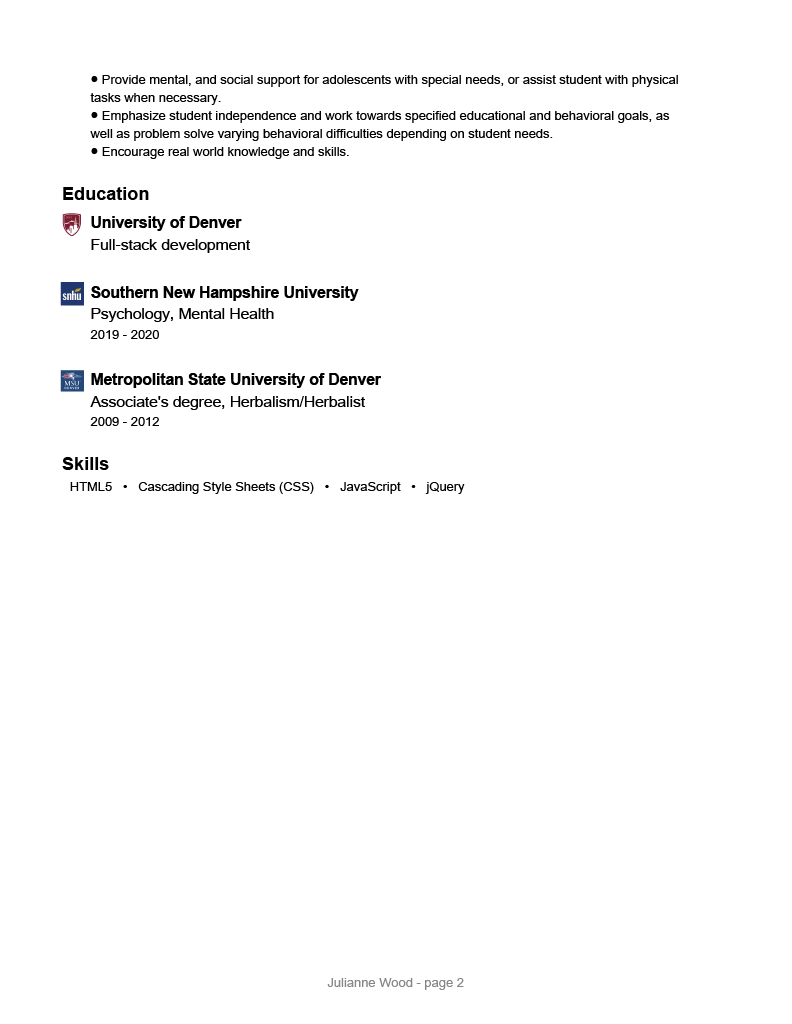 ● Provide mental, and social support for adolescents with special needs, or assist student with physical
tasks when necessary.
● Emphasize student independence and work towards specified educational and behavioral goals, as
well as problem solve varying behavioral difficulties depending on student needs.
● Encourage real world knowledge and skills.
Education
University of Denver
Full-stack development
snhu
Southern New Hampshire University
Psychology, Mental Health
2019 - 2020
MSU
DENVER
Metropolitan State University of Denver
Associate's degree, Herbalism/Herbalist
2009 - 2012
Skills
HTML5 • Cascading Style Sheets (CSS) • JavaScript • jQuery
Julianne Wood - page 2